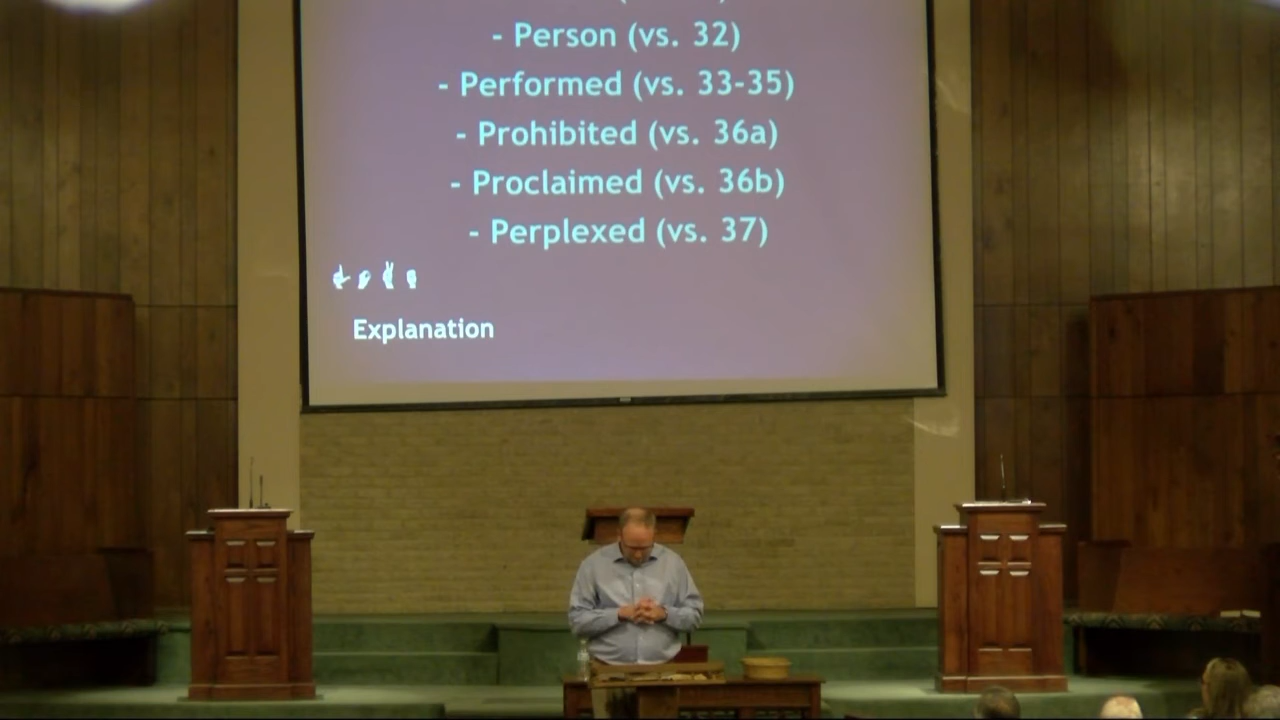 - Person (vs. 32)
- Performed (vs. 33-35)
- Prohibited (vs. 36a)
- Proclaimed (vs. 36b)
- Perplexed (vs. 37)
Explanation